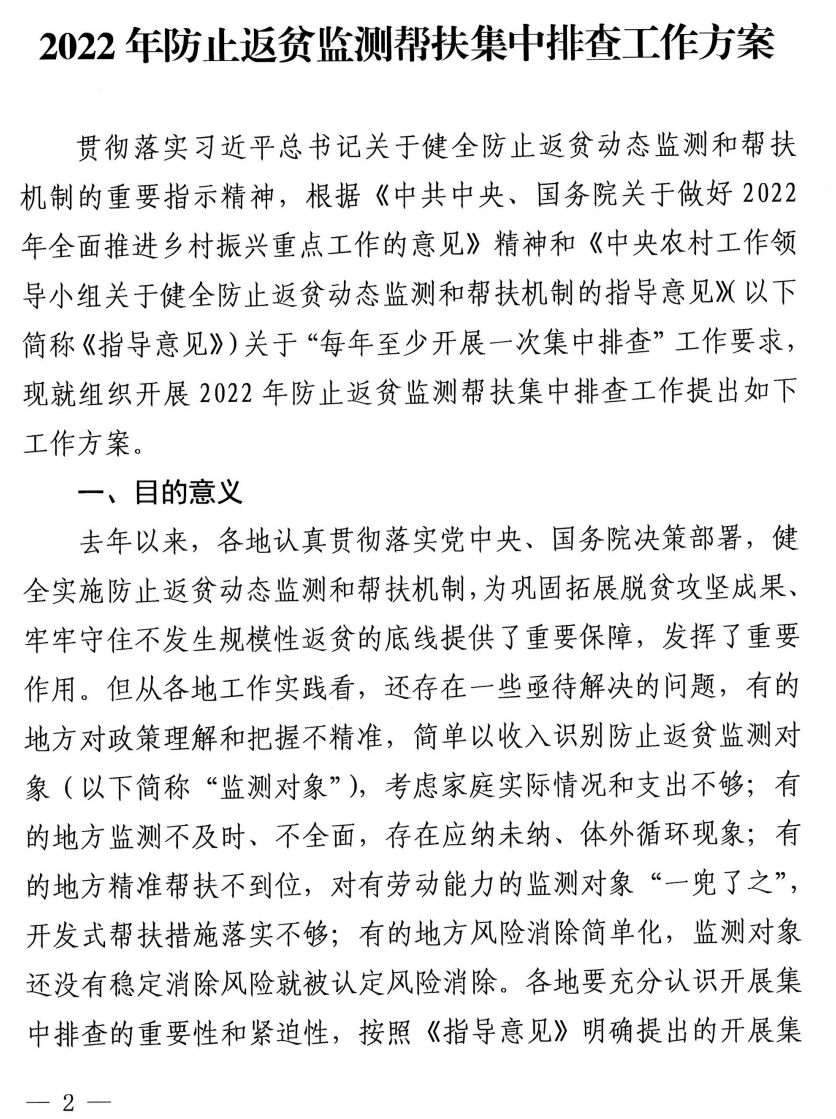 2022 年防止返贫监测帮扶集中排查工作方案
贯彻落实习近平总书记关于健全防止返贫动态监测和帮扶
机制的重要指示精神，根据《中共中央、国务院关于做好 2022
年全面推进乡村振兴重点工作的意见》精神和《中央农村工作领
导小组关于健全防止返贫动态监测和帮扶机制的指导意见》（以下
简称《指导意见》）关于“每年至少开展一次集中排查”工作要求，
现就组织开展 2022 年防止返贫监测帮扶集中排查工作提出如下
工作方案。
一、目的意义
去年以来，各地认真贯彻落实党中央、国务院决策部署，健
全实施防止返贫动态监测和帮扶机制，为巩固拓展脱贫攻坚成果、
牢牢守住不发生规模性返贫的底线提供了重要保障，发挥了重要
作用。但从各地工作实践看，还存在一些亟待解决的问题，有的
地方对政策理解和把握不精准，简单以收入识别防止返贫监测对
象（以下简称“监测对象”），考虑家庭实际情况和支出不够；有
的地方监测不及时、不全面，存在应纳未纳、体外循环现象；有
的地方精准帮扶不到位，对有劳动能力的监测对象“一兜了之”，
开发式帮扶措施落实不够；有的地方风险消除简单化，监测对象
还没有稳定消除风险就被认定风险消除。各地要充分认识开展集
中排查的重要性和紧迫性，按照《指导意见》明确提出的开展集
— 2 —